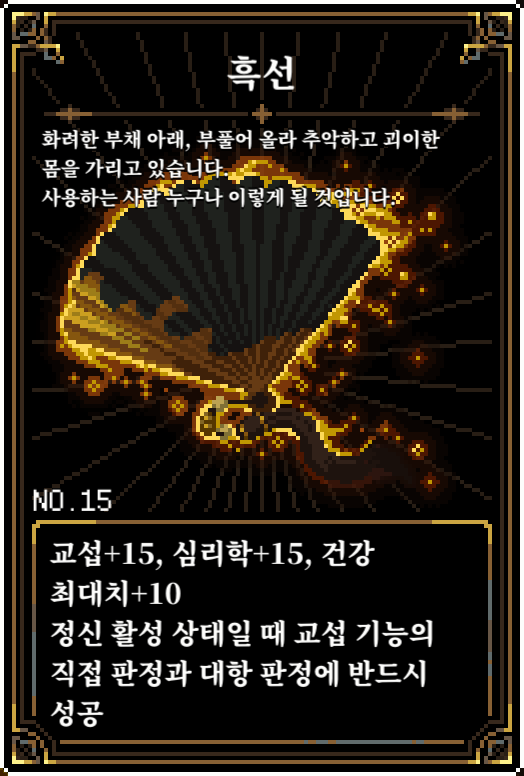 흑선
화려한 부채 아래, 부풀어 올라 추악하고 괴이한
몸을 가리고 있습니다.
사용하는 사람 누구나 이렇게 될 것입니다.
NO.15
교섭+15, 심리학+15, 건강
최대치+10
정신 활성 상태일 때 교섭 기능의
직접 판정과 대항 판정에 반드시
성공